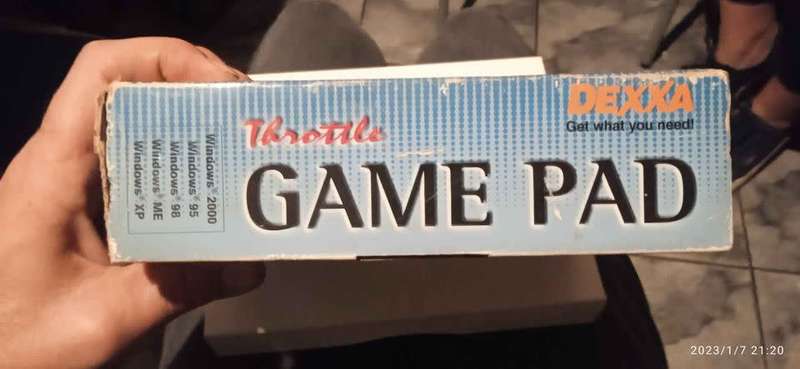 DEXXA
Get what you need!
Throttle
GAME PAD
Windows® 2000
Windows® 95
Windows® 98
Windows® ME
Windows® XP
2023/1/7 21:20